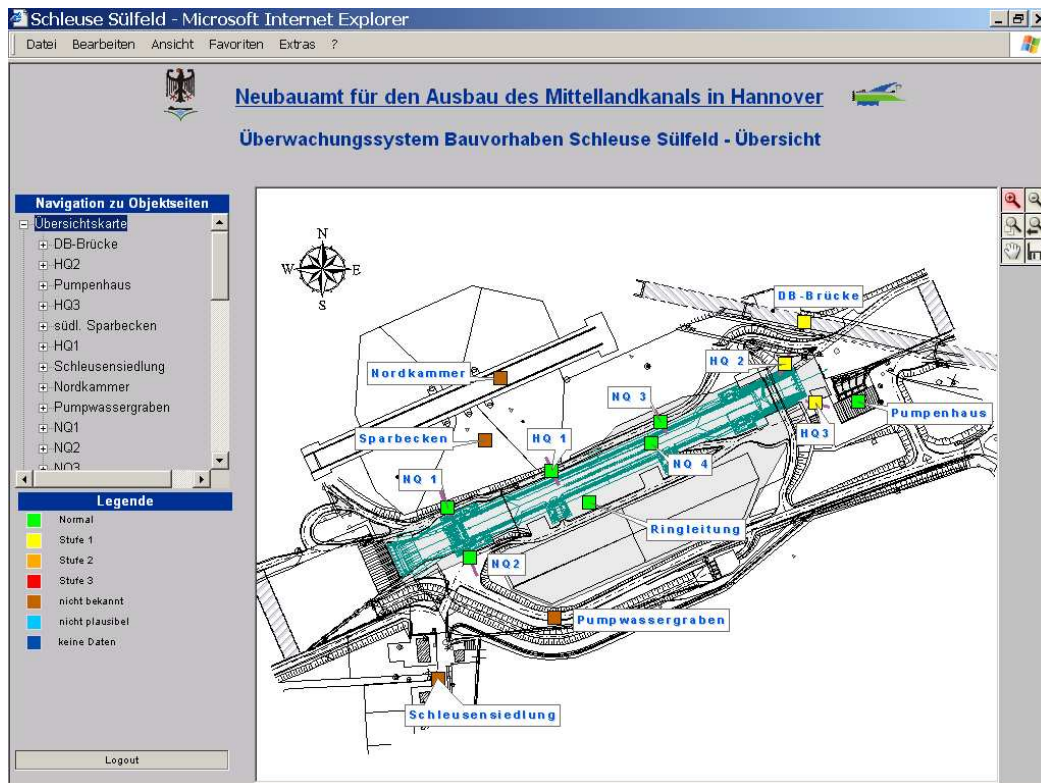 Schleuse Sülfeld - Microsoft Internet Explorer
Datei Bearbeiten Ansicht Favoriten Extras ?
Neubauamt für den Ausbau des Mittellandkanals in Hannover
Überwachungssystem Bauvorhaben Schleuse Sülfeld - Übersicht
Navigation zu Objektseiten
Übersichtskarte
DB-Brücke
HQ2
Pumpenhaus
HQ3
südl. Sparbecken
HQ1
Schleusensiedlung
Nordkammer
Pumpwassergraben
NQ1
NQ2
NQ3
Legende
Normal
Stufe 1
Stufe 2
Stufe 3
nicht bekannt
nicht plausibel
keine Daten
Logout
N
W E
S
DB-Brücke
HQ 2
Nordkammer
NQ 3
Pumpenhaus
HQ3
Sparbecken
HQ 1
NQ 4
NQ 1
Ringleitung
NQ2
Pumpwassergraben
Schleusensiedlung